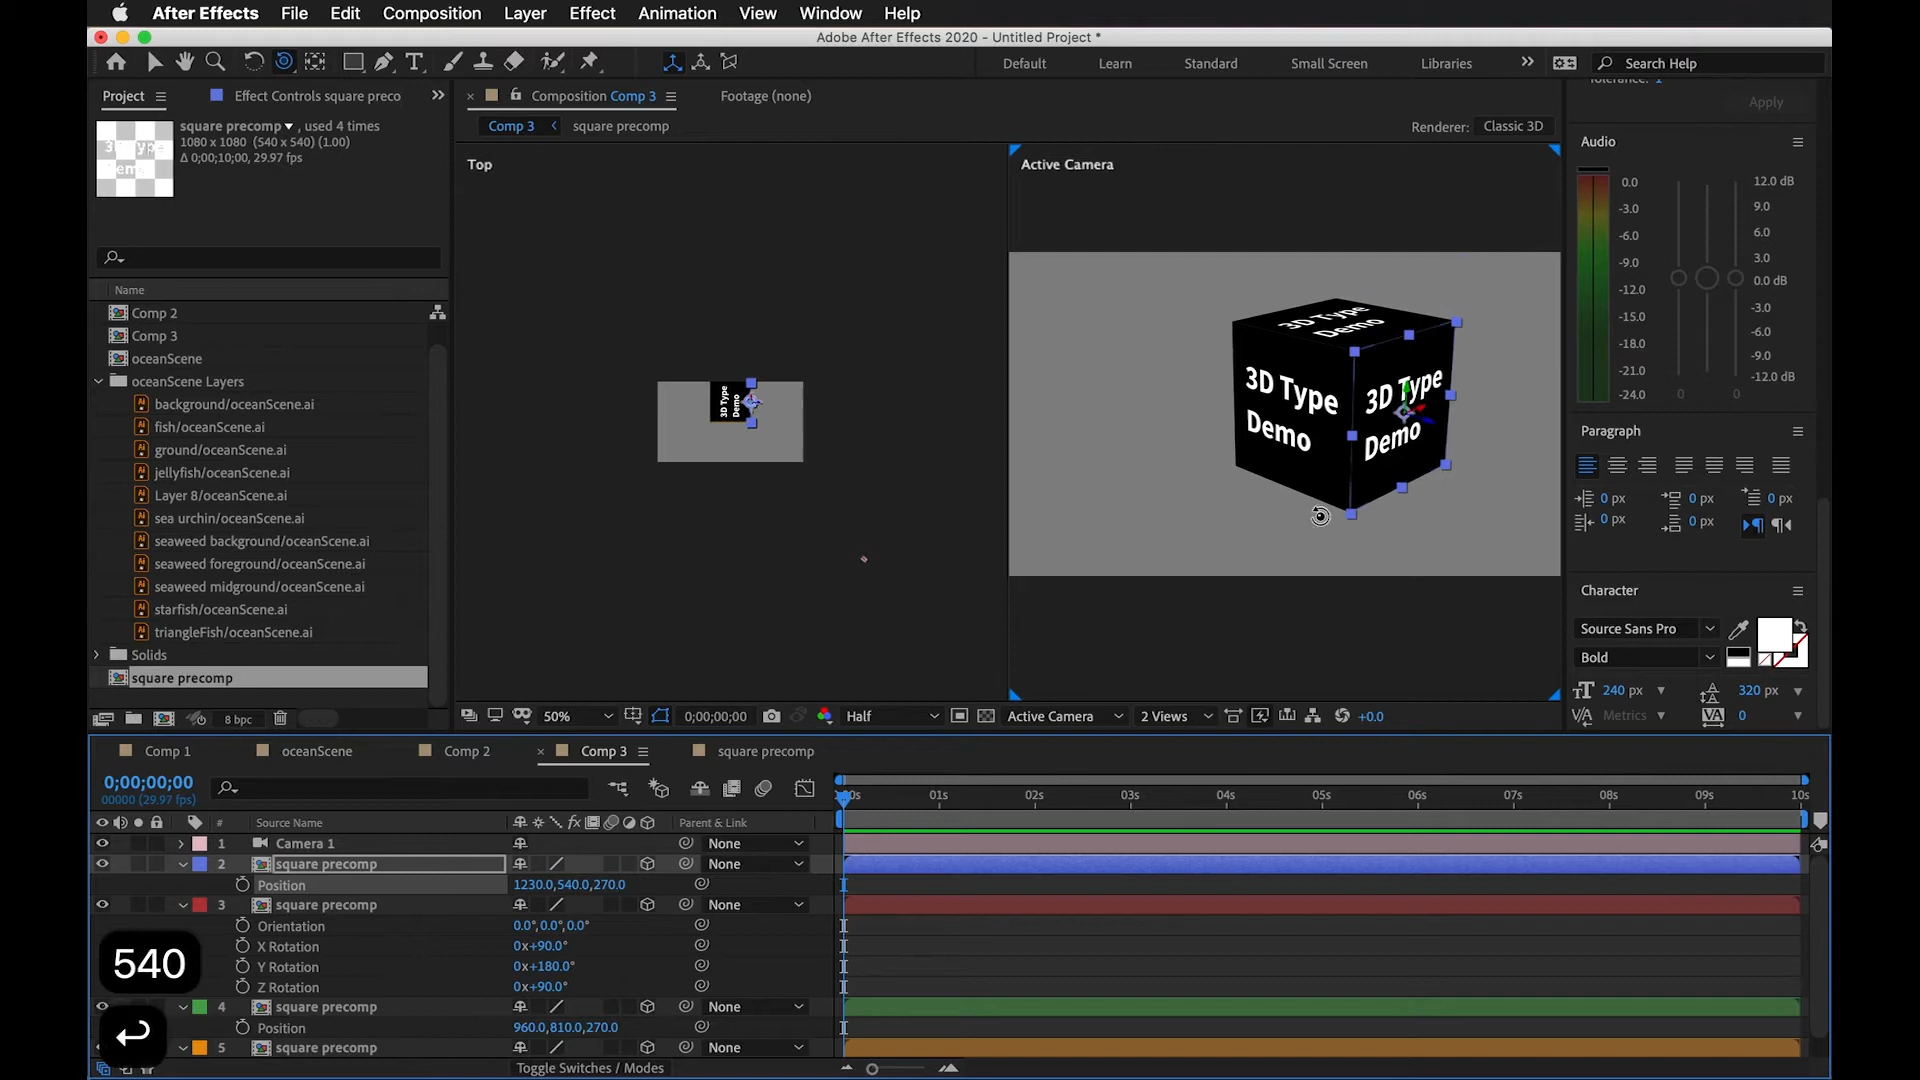 After Effects File Edit Composition Layer Effect Animation View Window Help
Adobe After Effects 2020 - Untitled Project *
Default Learn Standard Small Screen Libraries Search Help
Project Effect Controls square preco
Composition Comp 3 Footage (none)
square precomp, used 4 times
1080 x 1080 (540 x 540) (1.00)
Δ 0;00;10;00, 29.97 fps
Comp 3 square precomp
Renderer: Classic 3D
Top
Active Camera
3D Type
Demo
3D Type
Demo
3D Type
Demo
3D Type
Demo
Name
Comp 2
Comp 3
oceanScene
oceanScene Layers
background/oceanScene.ai
fish/oceanScene.ai
ground/oceanScene.ai
jellyfish/oceanScene.ai
Layer 8/oceanScene.ai
sea urchin/oceanScene.ai
seaweed background/oceanScene.ai
seaweed foreground/oceanScene.ai
seaweed midground/oceanScene.ai
starfish/oceanScene.ai
triangleFish/oceanScene.ai
Solids
square precomp
8 bpc
50% 0;00;00;00 Half Active Camera 2 Views +0.0
Tolerance: 1
Apply
Audio
0.0 12.0 dB
-3.0 9.0
-6.0 6.0
-9.0 3.0
-12.0 0.0 dB
-15.0 -3.0
-18.0 -6.0
-21.0 -9.0
-24.0 0 0 -12.0 dB
Paragraph
0 px 0 px 0 px
0 px 0 px
Character
Source Sans Pro
Bold
240 px 320 px
Metrics 0
Comp 1 oceanScene Comp 2 Comp 3 square precomp
0;00;00;00
00000 (29.97 fps)
01s 02s 03s 04s 05s 06s 07s 08s 09s 10s
# Source Name fx Parent & Link
1 Camera 1 None
2 square precomp None
Position 1230.0,540.0,270.0
3 square precomp None
Orientation 0.0°,0.0°,0.0°
X Rotation 0x+90.0°
Y Rotation 0x+180.0°
Z Rotation 0x+90.0°
4 square precomp None
Position 960.0,810.0,270.0
5 square precomp None
Toggle Switches / Modes
540